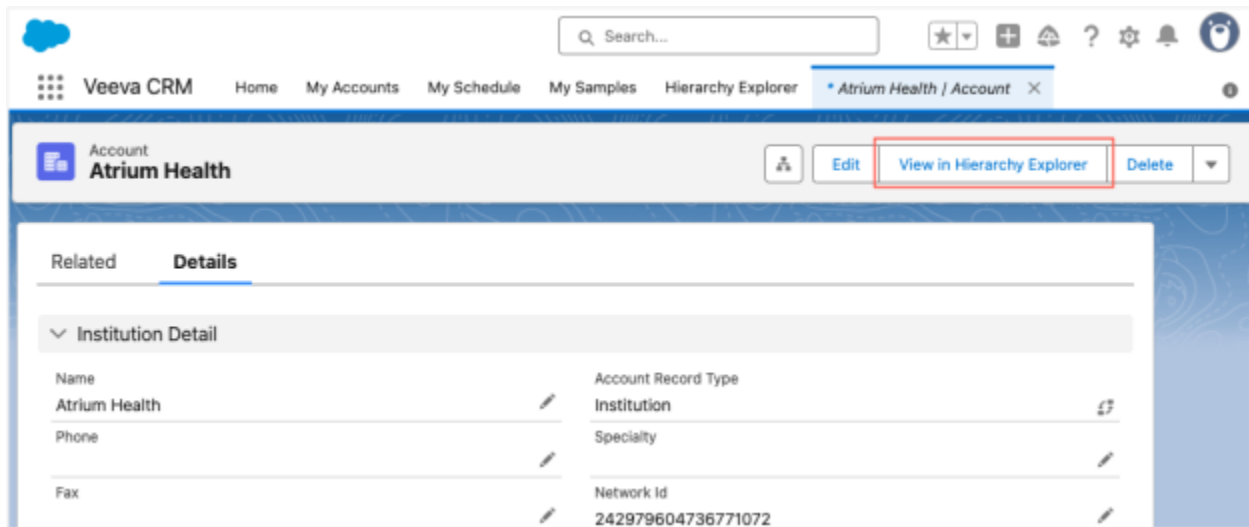 Search...
Veeva CRM Home My Accounts My Schedule My Samples Hierarchy Explorer * Atrium Health | Account
Account
Atrium Health
Edit View in Hierarchy Explorer Delete
Related Details
Institution Detail
Name Account Record Type
Atrium Health Institution
Phone Specialty
Fax Network Id
242979604736771072